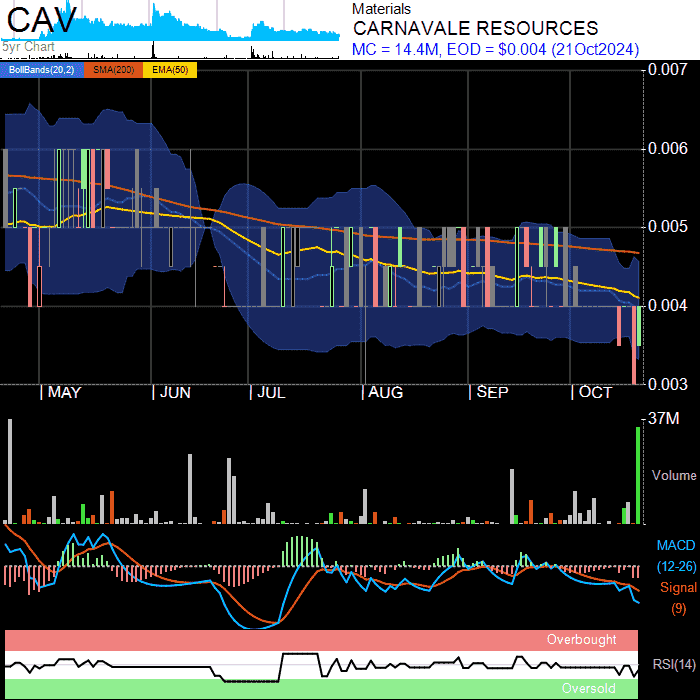 CAV
5yr Chart
Materials
CARNAVALE RESOURCES
MC = 14.4M, EOD = $0.004 (21Oct2024)
BollBands(20,2) SMA(200) EMA(50)
0.007
0.006
0.005
0.004
0.003
MAY JUN JUL AUG SEP OCT
37M
Volume
MACD
(12-26)
Signal
(9)
Overbought
RSI(14)
Oversold